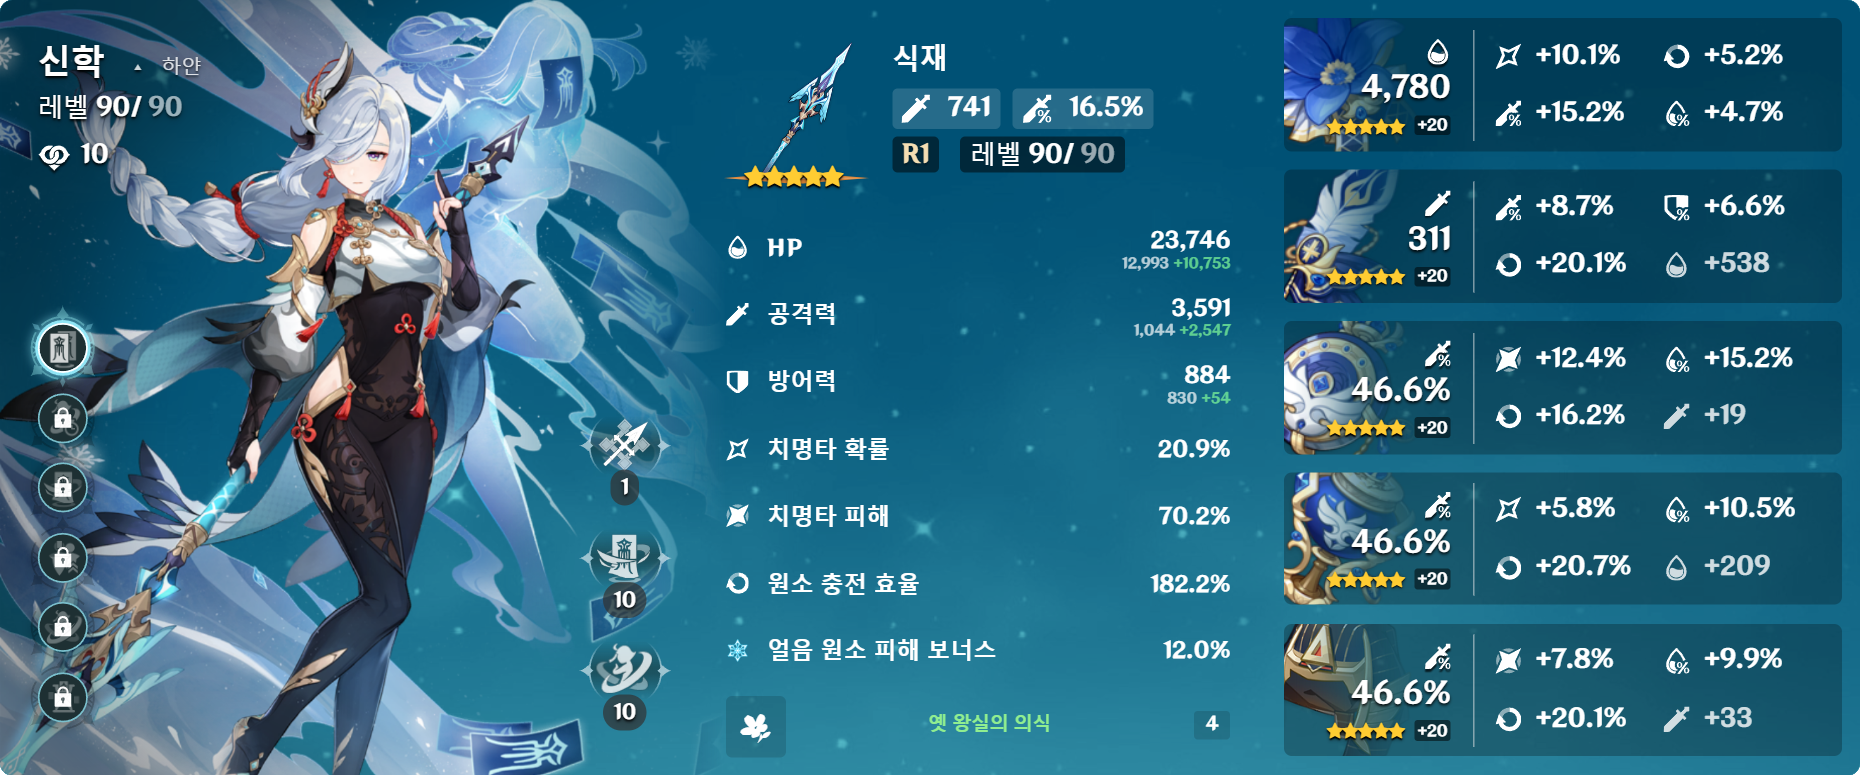 신학 하얀
레벨 90/ 90
10
1
10
10
식재
741 16.5%
R1 레벨 90/ 90
HP 23,746
12,993 +10,753
공격력 3,591
1,044 +2,547
방어력 884
830 +54
치명타 확률 20.9%
치명타 피해 70.2%
원소 충전 효율 182.2%
얼음 원소 피해 보너스 12.0%
옛 왕실의 의식 4
4,780
+20
+10.1% +5.2%
+15.2% +4.7%
311
+20
+8.7% +6.6%
+20.1% +538
46.6%
+20
+12.4% +15.2%
+16.2% +19
46.6%
+20
+5.8% +10.5%
+20.7% +209
46.6%
+20
+7.8% +9.9%
+20.1% +33